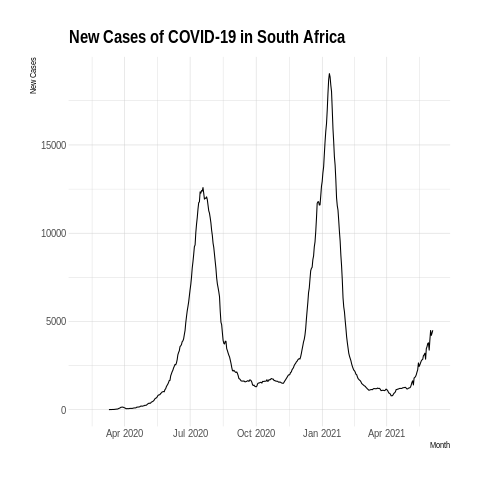 New Cases of COVID-19 in South Africa
New Cases
15000
10000
5000
0
Apr 2020 Jul 2020 Oct 2020 Jan 2021 Apr 2021
Month